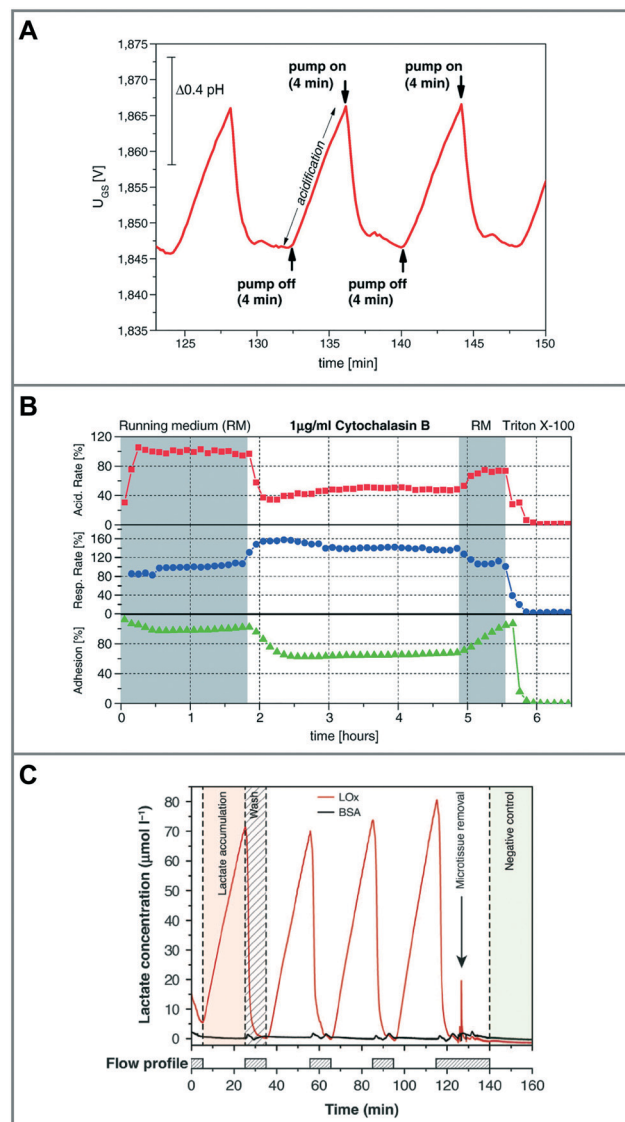 A
1,875
1,870
1,865
1,860
1,855
1,850
1,845
1,840
1,835
U_GS [V]
Δ0.4 pH
pump on
(4 min)
pump on
(4 min)
acidification
pump off
(4 min)
pump off
(4 min)
125 130 135 140 145 150
time [min]
B
Running medium (RM) 1µg/ml Cytochalasin B RM Triton X-100
Acid. Rate [%]
120
80
40
0
Resp. Rate [%]
160
120
80
40
0
Adhesion [%]
80
0
0 1 2 3 4 5 6
time [hours]
C
Lactate concentration (µmol l⁻¹)
80
70
60
50
40
30
20
10
0
Lactate accumulation
Wash
LOx
BSA
Microtissue removal
Negative control
Flow profile
0 20 40 60 80 100 120 140 160
Time (min)